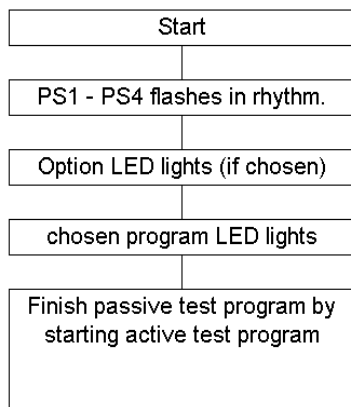 Start
PS1 - PS4 flashes in rhythm.
Option LED lights (if chosen)
chosen program LED lights
Finish passive test program by
starting active test program